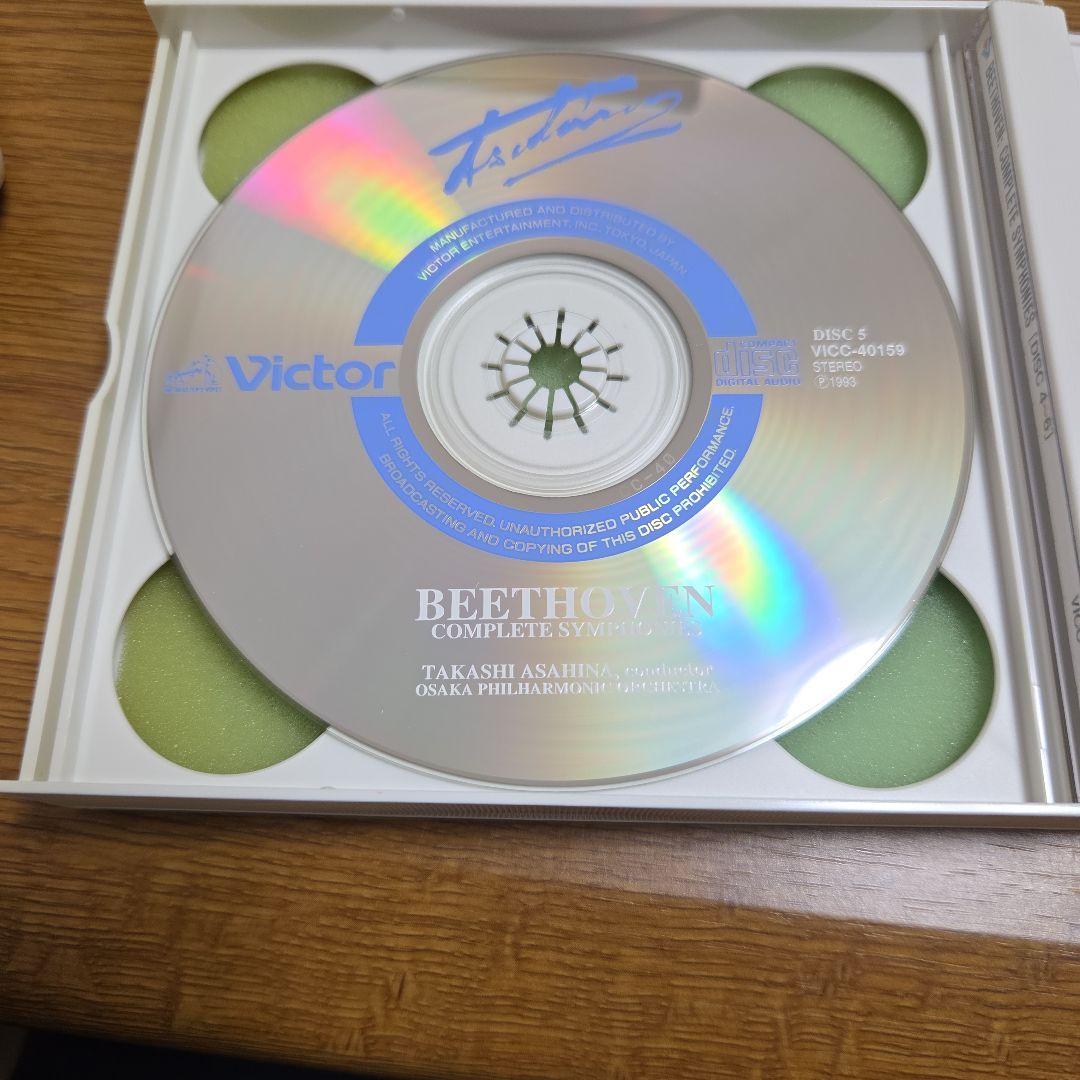 MANUFACTURED AND DISTRIBUTED BY
VICTOR ENTERTAINMENT, INC. TOKYO, JAPAN
Victor
COMPACT
disc
DIGITAL AUDIO
DISC 5
VICC-40159
STEREO
Ⓟ1993
ALL RIGHTS RESERVED. UNAUTHORIZED PUBLIC PERFORMANCE,
BROADCASTING AND COPYING OF THIS DISC PROHIBITED.
BEETHOVEN
COMPLETE SYMPHONIES
TAKASHI ASAHINA, conductor
OSAKA PHILHARMONIC ORCHESTRA
BEETHOVEN: COMPLETE SYMPHONIES [DISC 4~6]